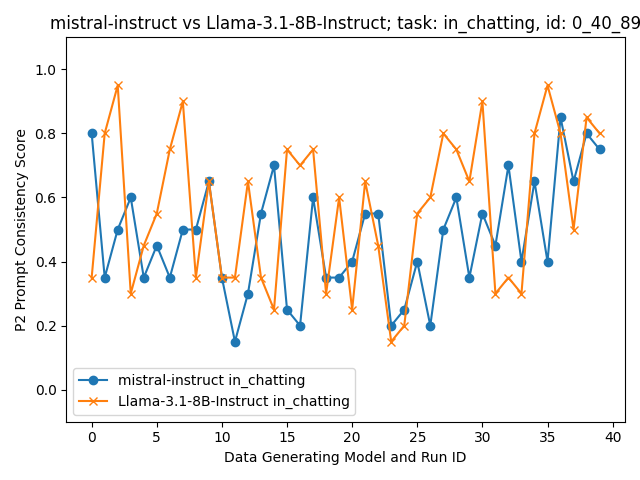 mistral-instruct vs Llama-3.1-8B-Instruct; task: in_chatting, id: 0_40_89
P2 Prompt Consistency Score
1.0
0.8
0.6
0.4
0.2
0.0
mistral-instruct in_chatting
Llama-3.1-8B-Instruct in_chatting
0 5 10 15 20 25 30 35 40
Data Generating Model and Run ID